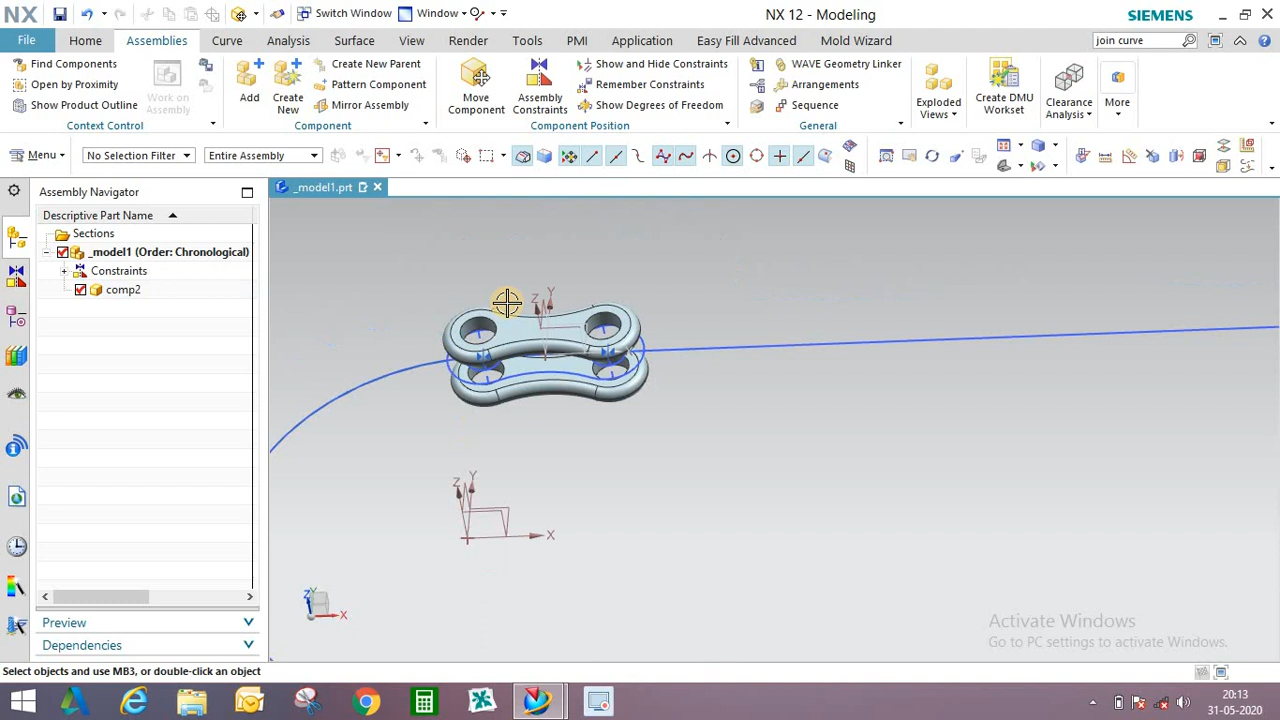 NX Switch Window Window NX 12 - Modeling SIEMENS
File Home Assemblies Curve Analysis Surface View Render Tools PMI Application Easy Fill Advanced Mold Wizard join curve
Find Components
Open by Proximity
Show Product Outline
Work on
Assembly
Context Control
Add
Create
New
Create New Parent
Pattern Component
Mirror Assembly
Component
Move
Component
Assembly
Constraints
Show and Hide Constraints
Remember Constraints
Show Degrees of Freedom
Component Position
WAVE Geometry Linker
Arrangements
Sequence
General
Exploded
Views
Create DMU
Workset
Clearance
Analysis
More
Menu No Selection Filter Entire Assembly
Assembly Navigator
_model1.prt
Descriptive Part Name
Sections
_model1 (Order: Chronological)
Constraints
comp2
Z Y
Z Y
X
Z Y
X
Preview
Dependencies
Activate Windows
Go to PC settings to activate Windows.
Select objects and use MB3, or double-click an object
20:13
31-05-2020